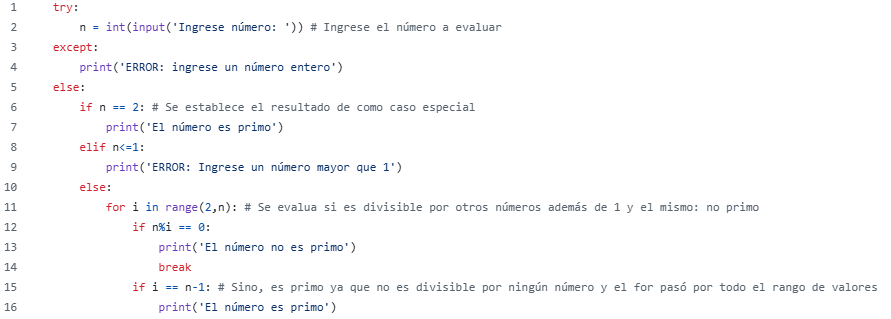 1 try:
2     n = int(input('Ingrese número: ')) # Ingrese el número a evaluar
3 except:
4     print('ERROR: ingrese un número entero')
5 else:
6     if n == 2: # Se establece el resultado de como caso especial
7         print('El número es primo')
8     elif n<=1:
9         print('ERROR: Ingrese un número mayor que 1')
10     else:
11         for i in range(2,n): # Se evalua si es divisible por otros números además de 1 y el mismo: no primo
12             if n%i == 0:
13                 print('El número no es primo')
14                 break
15             if i == n-1: # Sino, es primo ya que no es divisible por ningún número y el for pasó por todo el rango de valores
16                 print('El número es primo')